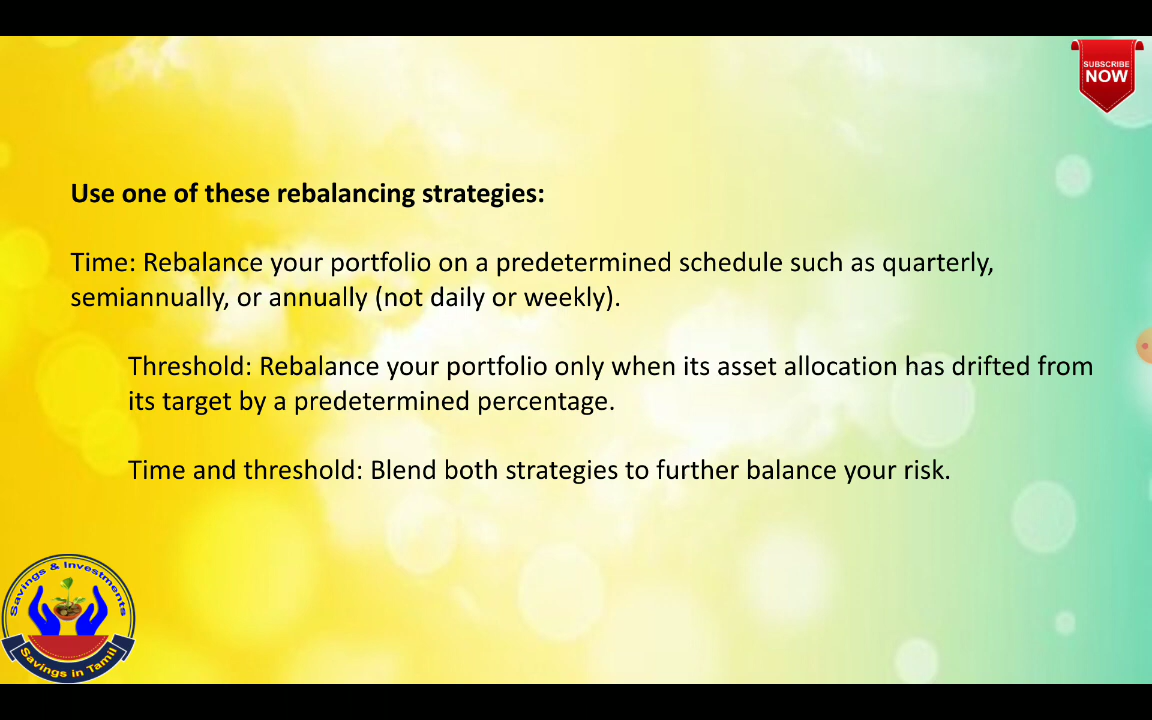 SUBSCRIBE
NOW
Use one of these rebalancing strategies:
Time: Rebalance your portfolio on a predetermined schedule such as quarterly,
semiannually, or annually (not daily or weekly).
Threshold: Rebalance your portfolio only when its asset allocation has drifted from
its target by a predetermined percentage.
Time and threshold: Blend both strategies to further balance your risk.
Savings & Investments
Savings in Tamil